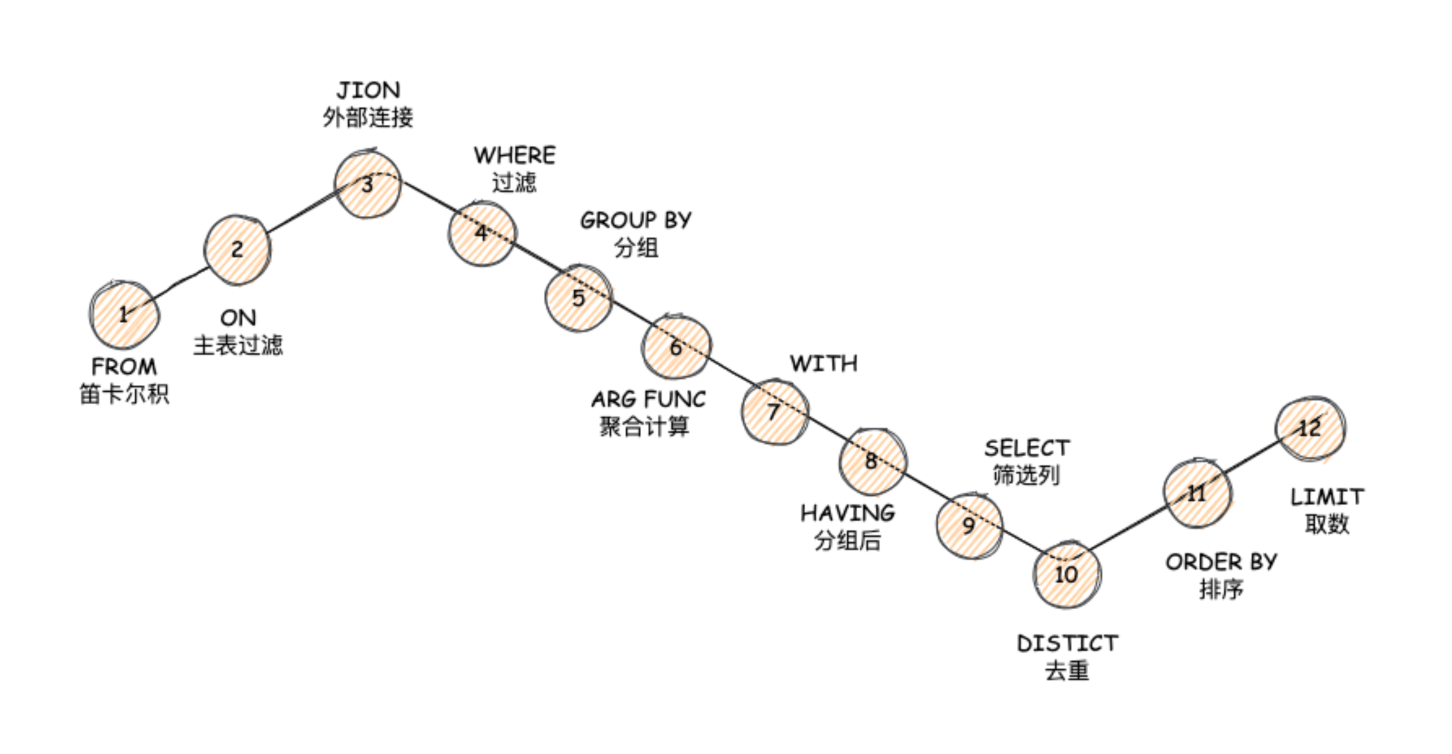 1
FROM
笛卡尔积
2
ON
主表过滤
JION
外部连接
3
WHERE
过滤
4
GROUP BY
分组
5
6
ARG FUNC
聚合计算
WITH
7
8
HAVING
分组后
SELECT
筛选列
9
10
DISTICT
去重
11
ORDER BY
排序
12
LIMIT
取数